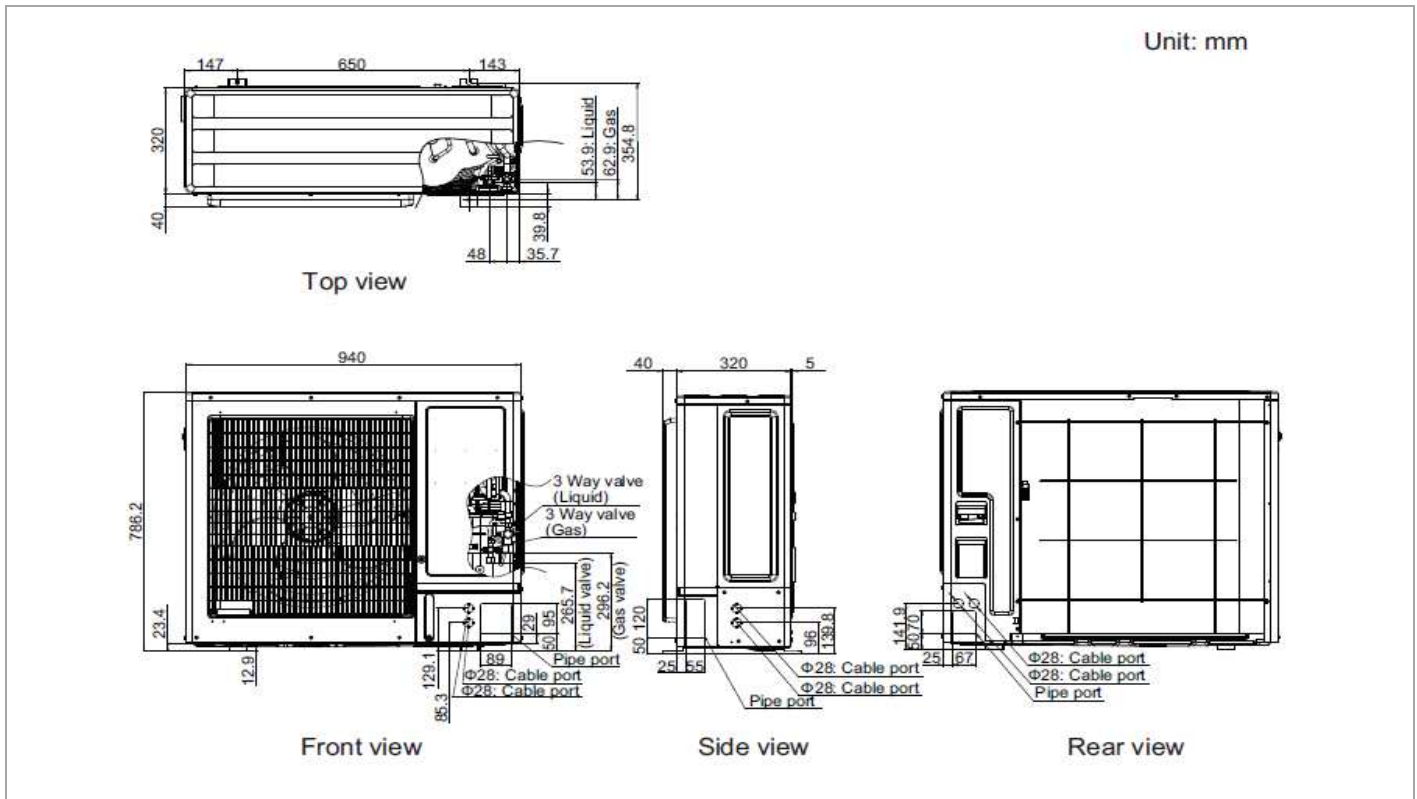 Unit: mm
147
650
143
320
40
53.9: Liquid
62.9: Gas
354.8
39.8
48
35.7
Top view
940
786.2
23.4
12.9
3 Way valve
(Liquid)
3 Way valve
(Gas)
265.7
(Liquid valve)
296.2
(Gas valve)
95
29
50
89
129.1
85.3
Pipe port
Φ28: Cable port
Φ28: Cable port
Front view
40
320
5
120
50
25
55
96
139.8
Φ28: Cable port
Φ28: Cable port
Pipe port
Side view
141.9
70
50
25
67
Φ28: Cable port
Φ28: Cable port
Pipe port
Rear view